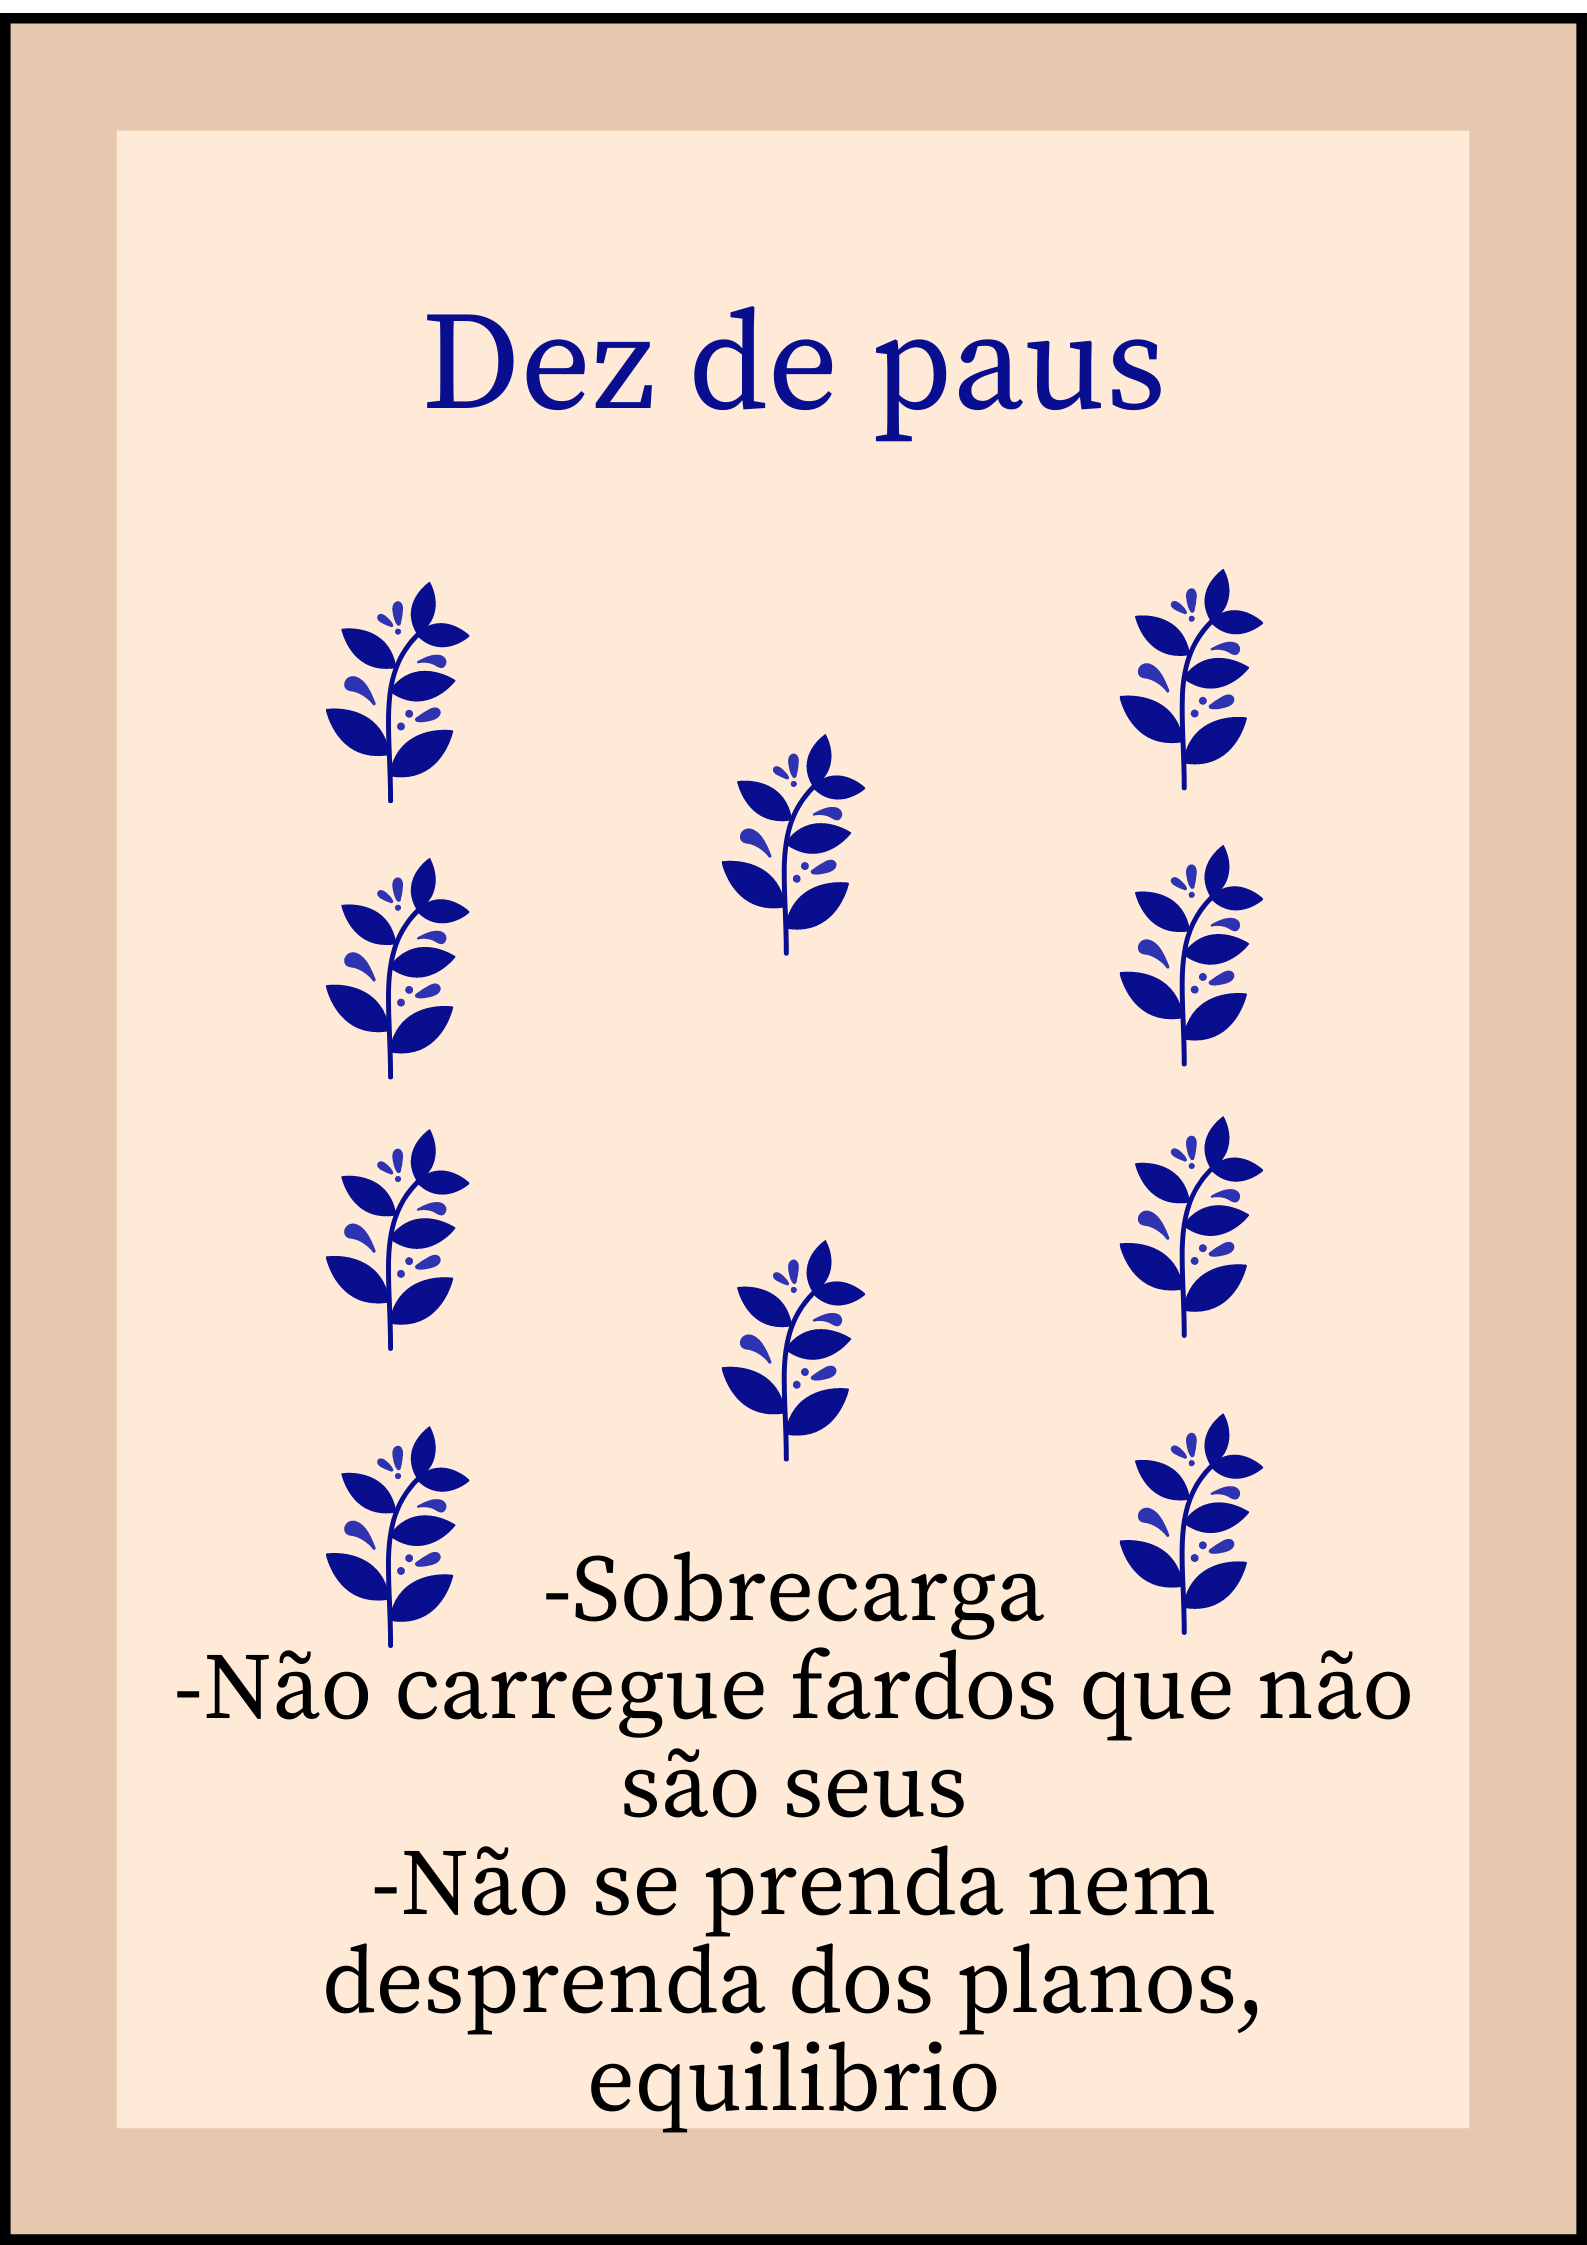 Dez de paus
-Sobrecarga
-Não carregue fardos que não
são seus
-Não se prenda nem
desprenda dos planos,
equilibrio